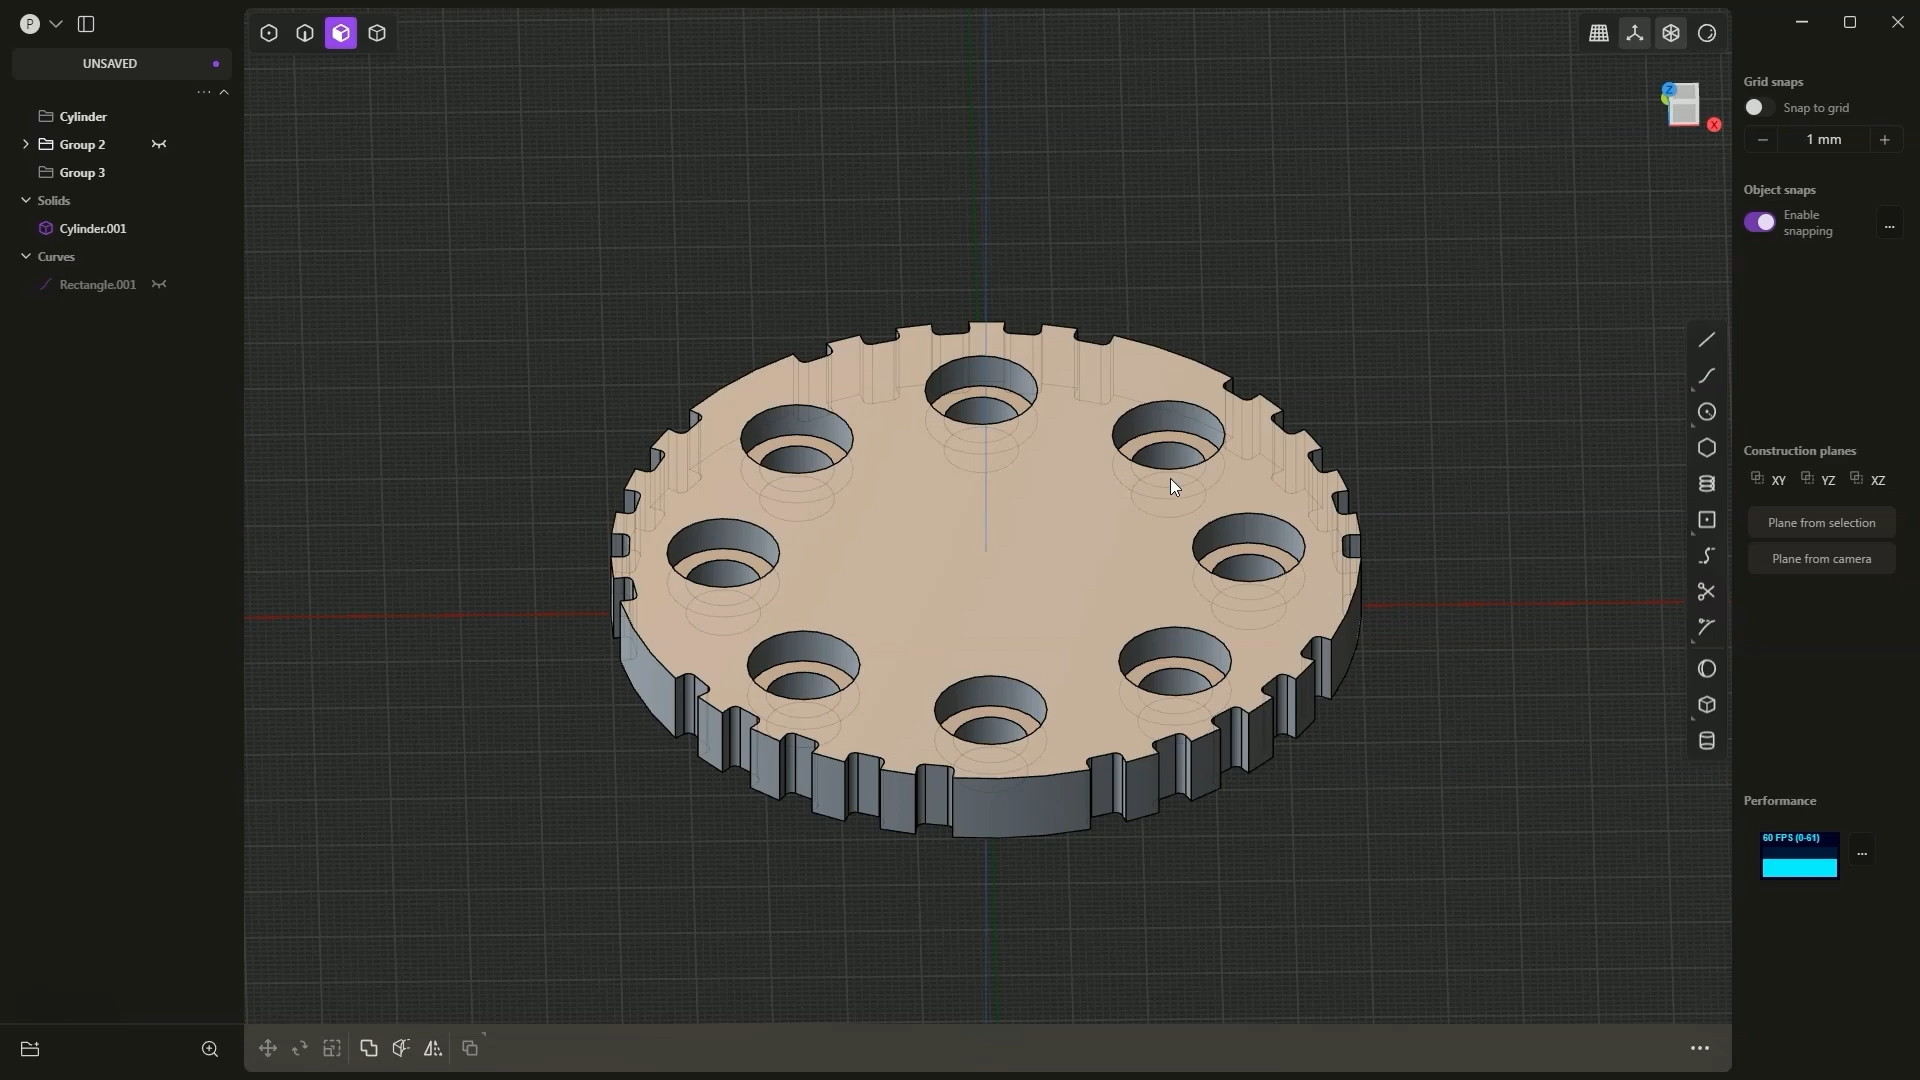 P
UNSAVED
...
Cylinder
Group 2
Group 3
Solids
Cylinder.001
Curves
Rectangle.001
Z
X
Grid snaps
Snap to grid
1 mm
Object snaps
Enable
snapping
...
Construction planes
XY YZ XZ
Plane from selection
Plane from camera
Performance
60 FPS (0-61)
...